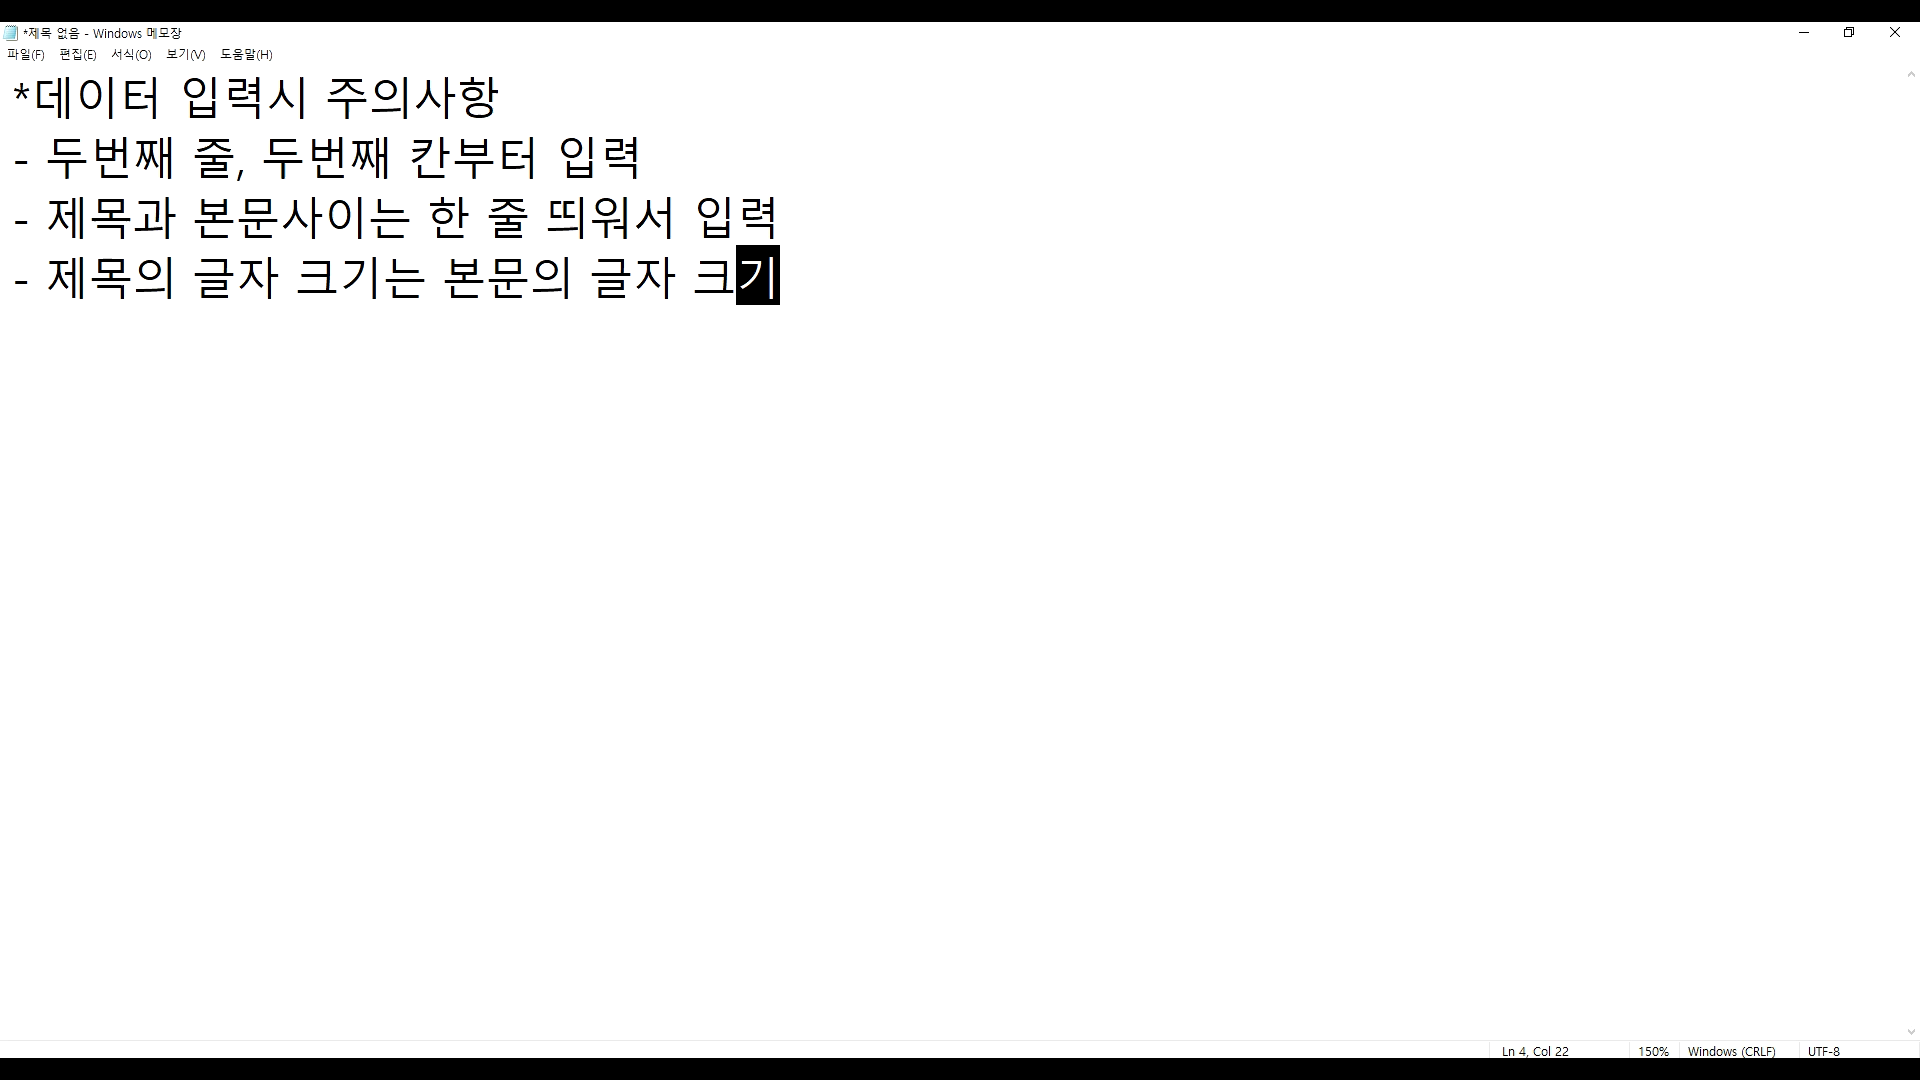 *제목 없음 - Windows 메모장
파일(F) 편집(E) 서식(O) 보기(V) 도움말(H)
*데이터 입력시 주의사항
- 두번째 줄, 두번째 칸부터 입력
- 제목과 본문사이는 한 줄 띄워서 입력
- 제목의 글자 크기는 본문의 글자 크기
Ln 4, Col 22 150% Windows (CRLF) UTF-8